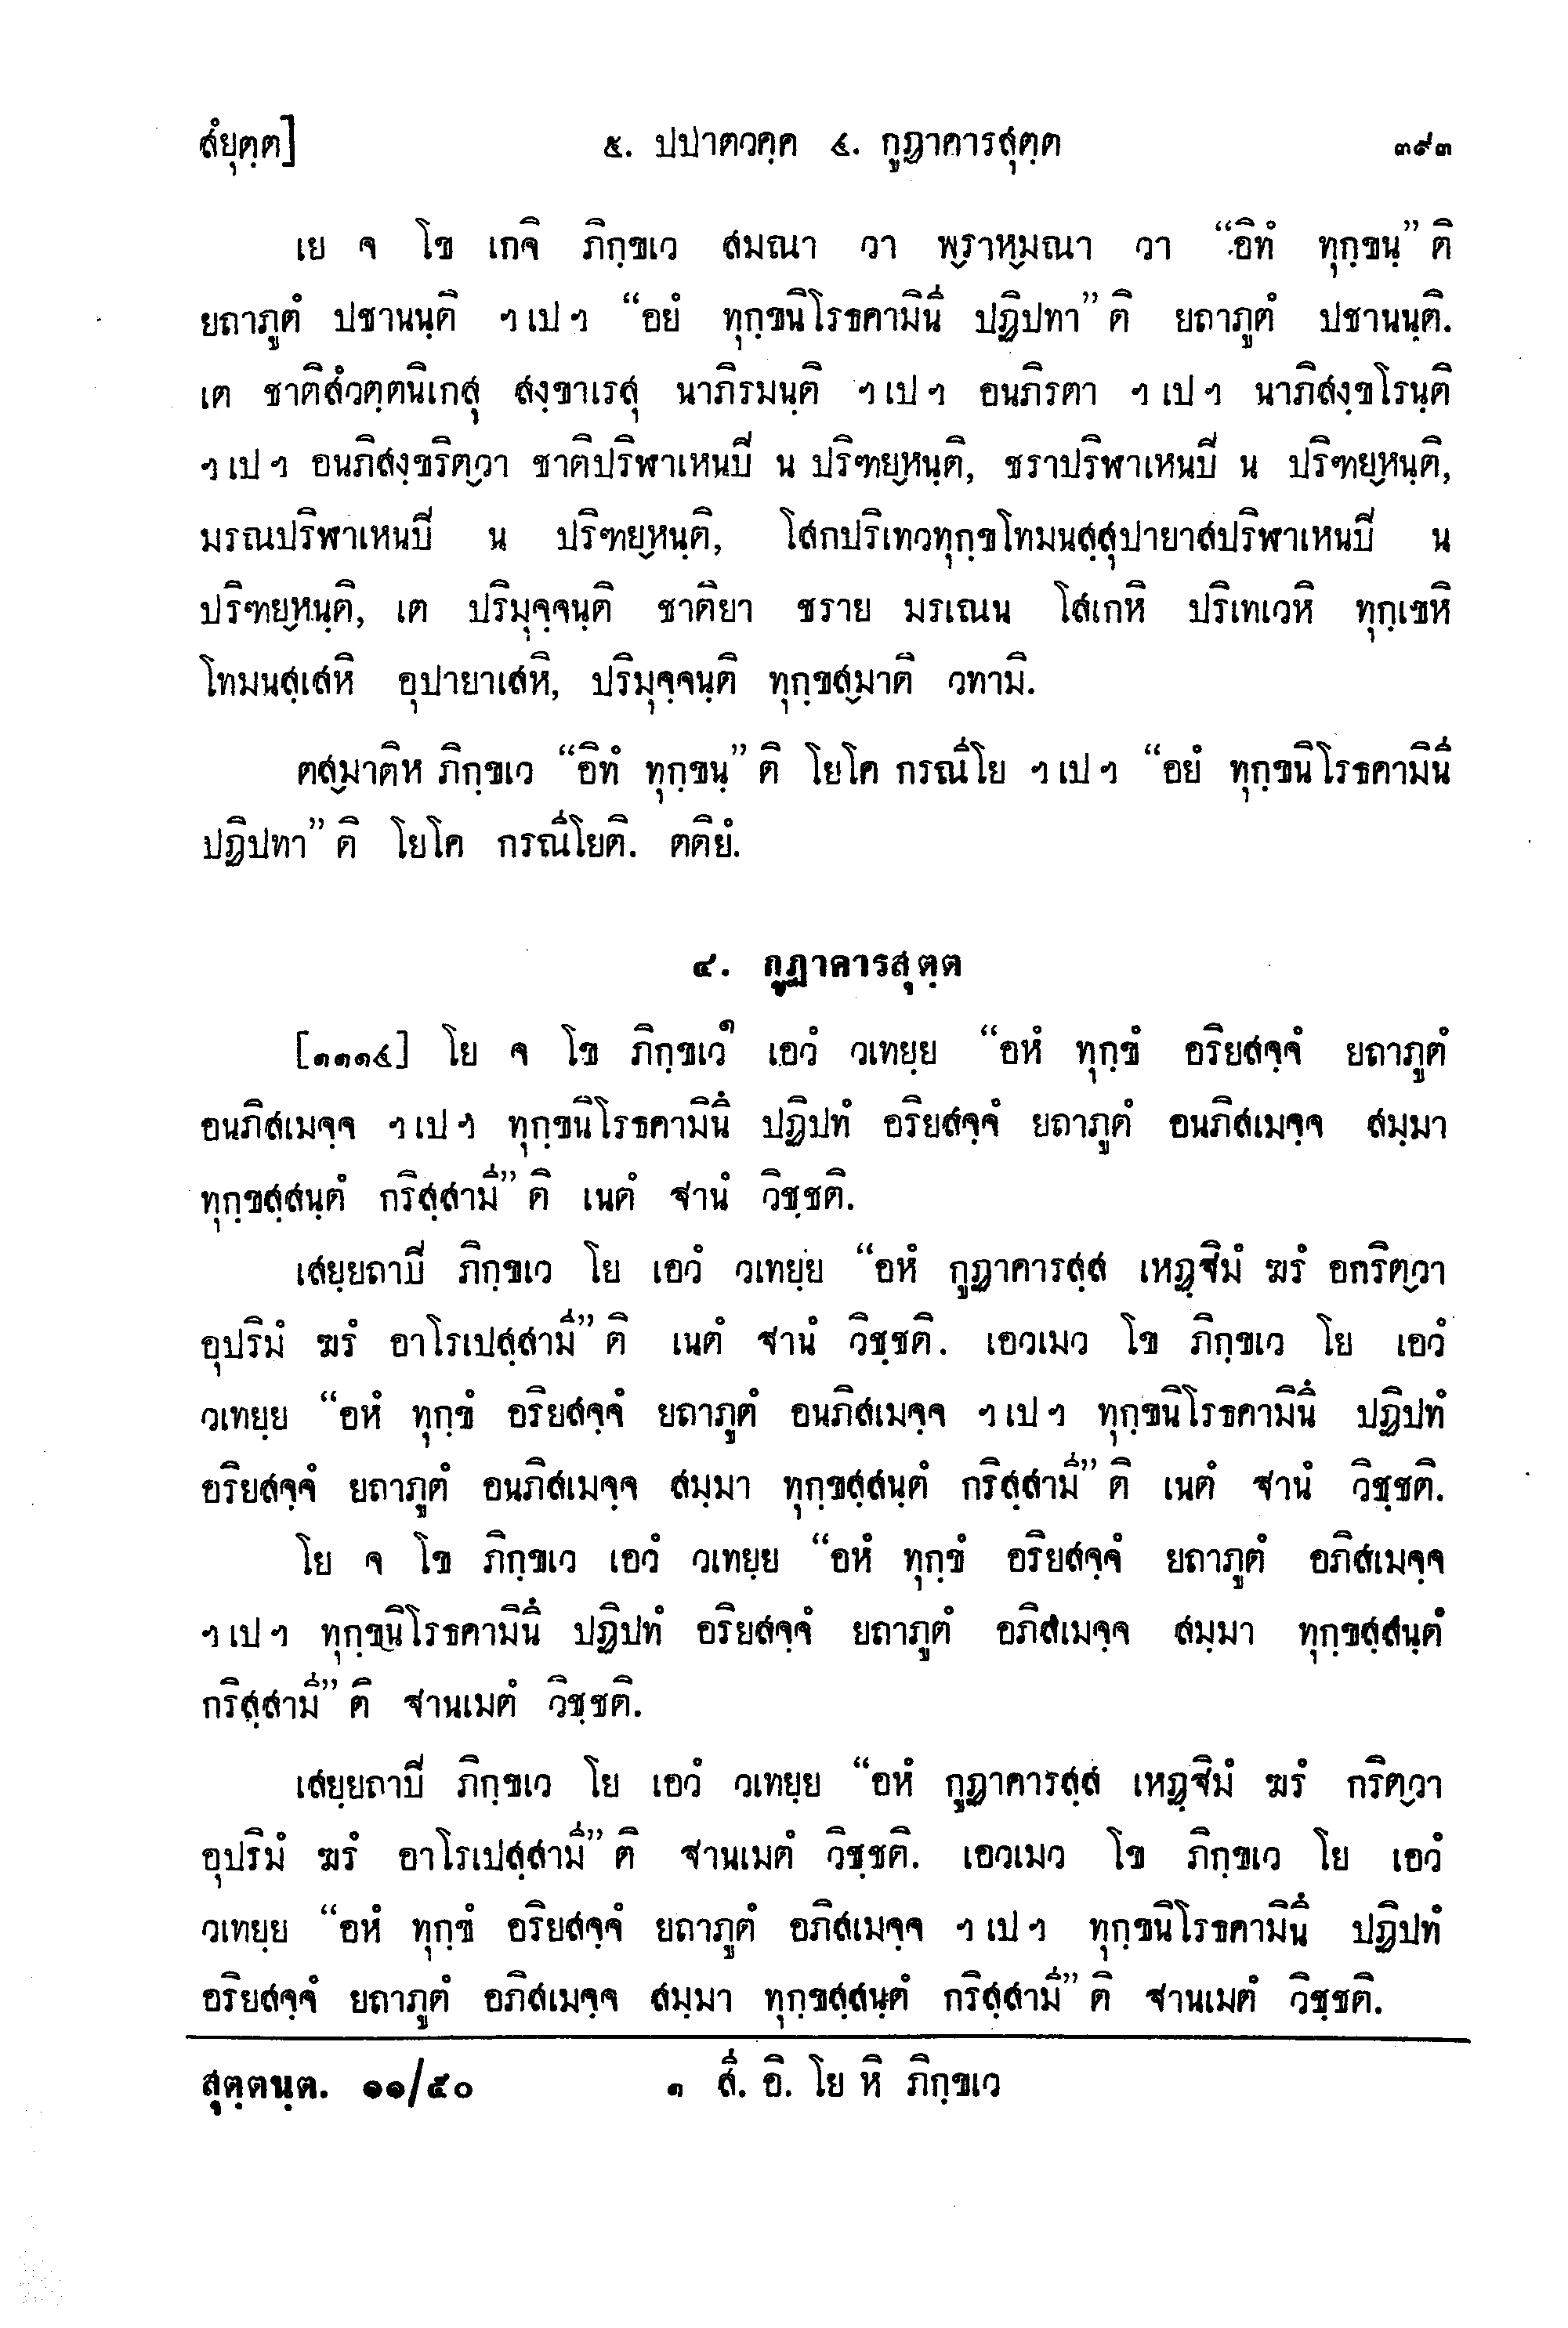 สํยุตฺต]	๕. ปปาตวคฺค ๔. กูฏาคารสุตฺต	๓๙๓
เย จ โข เกจิ ภิกฺขเว สมณา วา พฺราหฺมณา วา “อิทํ ทุกฺขนฺ” ติ
ยถาภูตํ ปชานนฺติ ฯ เป ฯ “อยํ ทุกฺขนิโรธคามินี ปฏิปทา” ติ ยถาภูตํ ปชานนฺติ.
เต ชาติสํวตฺตนิเกสุ สงฺขาเรสุ นาภิรมนฺติ ฯ เป ฯ อนภิรตา ฯ เป ฯ นาภิสงฺขโรนฺติ
ฯ เป ฯ อนภิสงฺขริตฺวา ชาติปริฬาเหนปิ น ปริฑยฺหนฺติ, ชราปริฬาเหนปิ น ปริฑยฺหนฺติ,
มรณปริฬาเหนปิ น ปริฑยฺหนฺติ, โสกปริเทวทุกฺขโทมนสฺสุปายาสปริฬาเหนปิ น
ปริฑยฺหนฺติ, เต ปริมุจฺจนฺติ ชาติยา ชราย มรเณน โสเกหิ ปริเทเวหิ ทุกฺเขหิ
โทมนสฺเสหิ อุปายาเสหิ, ปริมุจฺจนฺติ ทุกฺขสฺมาติ วทามิ.
ตสฺมาติห ภิกฺขเว “อิทํ ทุกฺขนฺ” ติ โยโค กรณีโย ฯ เป ฯ “อยํ ทุกฺขนิโรธคามินี
ปฏิปทา” ติ โยโค กรณีโยติ. ตติยํ.
๔. กูฏาคารสุตฺต
[๑๑๑๔] โย จ โข ภิกฺขเว๑ เอวํ วเทยฺย “อหํ ทุกฺขํ อริยสจฺจํ ยถาภูตํ
อนภิสเมจฺจ ฯ เป ฯ ทุกฺขนิโรธคามินึ ปฏิปทํ อริยสจฺจํ ยถาภูตํ อนภิสเมจฺจ สมฺมา
ทุกฺขสฺสนฺตํ กริสฺสามี” ติ เนตํ ฐานํ วิชฺชติ.
เสยฺยถาปิ ภิกฺขเว โย เอวํ วเทยฺย “อหํ กูฏาคารสฺส เหฏฺฐิมํ ฆรํ อกริตฺวา
อุปริมํ ฆรํ อาโรเปสฺสามี” ติ เนตํ ฐานํ วิชฺชติ. เอวเมว โข ภิกฺขเว โย เอวํ
วเทยฺย “อหํ ทุกฺขํ อริยสจฺจํ ยถาภูตํ อนภิสเมจฺจ ฯ เป ฯ ทุกฺขนิโรธคามินึ ปฏิปทํ
อริยสจฺจํ ยถาภูตํ อนภิสเมจฺจ สมฺมา ทุกฺขสฺสนฺตํ กริสฺสามี” ติ เนตํ ฐานํ วิชฺชติ.
โย จ โข ภิกฺขเว เอวํ วเทยฺย “อหํ ทุกฺขํ อริยสจฺจํ ยถาภูตํ อภิสเมจฺจ
ฯ เป ฯ ทุกฺขนิโรธคามินึ ปฏิปทํ อริยสจฺจํ ยถาภูตํ อภิสเมจฺจ สมฺมา ทุกฺขสฺสนฺตํ
กริสฺสามี” ติ ฐานเมตํ วิชฺชติ.
เสยฺยถาปิ ภิกฺขเว โย เอวํ วเทยฺย “อหํ กูฏาคารสฺส เหฏฺฐิมํ ฆรํ กริตฺวา
อุปริมํ ฆรํ อาโรเปสฺสามี” ติ ฐานเมตํ วิชฺชติ. เอวเมว โข ภิกฺขเว โย เอวํ
วเทยฺย “อหํ ทุกฺขํ อริยสจฺจํ ยถาภูตํ อภิสเมจฺจ ฯ เป ฯ ทุกฺขนิโรธคามินึ ปฏิปทํ
อริยสจฺจํ ยถาภูตํ อภิสเมจฺจ สมฺมา ทุกฺขสฺสนฺตํ กริสฺสามี” ติ ฐานเมตํ วิชฺชติ.
สุตฺตนฺต. ๑๑/๕๐	๑ สี. อิ. โย หิ ภิกฺขเว